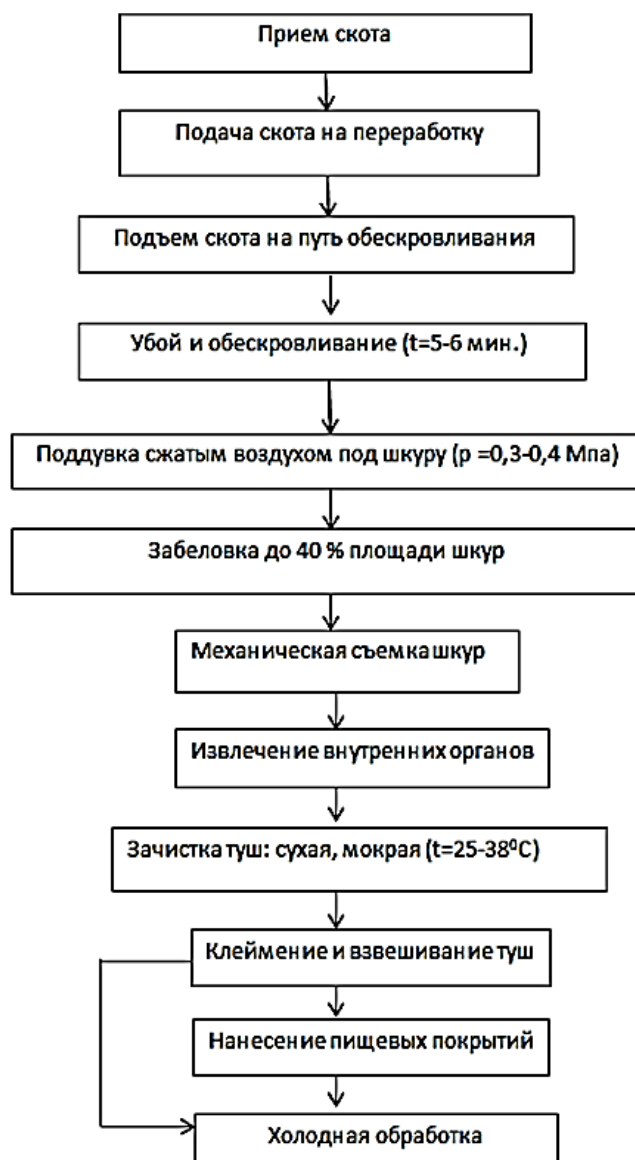 Прием скота
Подача скота на переработку
Подъем скота на путь обескровливания
Убой и обескровливание (t=5-6 мин.)
Поддувка сжатым воздухом под шкуру (р =0,3-0,4 Мпа)
Забеловка до 40 % площади шкур
Механическая съемка шкур
Извлечение внутренних органов
Зачистка туш: сухая, мокрая (t=25-38⁰С)
Клеймение и взвешивание туш
Нанесение пищевых покрытий
Холодная обработка